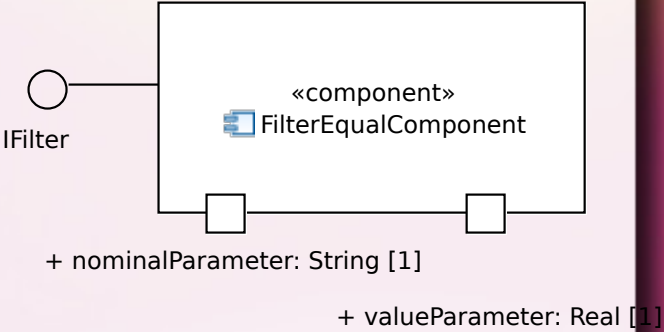 «component»
FilterEqualComponent
IFilter
+ nominalParameter: String [1]
+ valueParameter: Real [1]